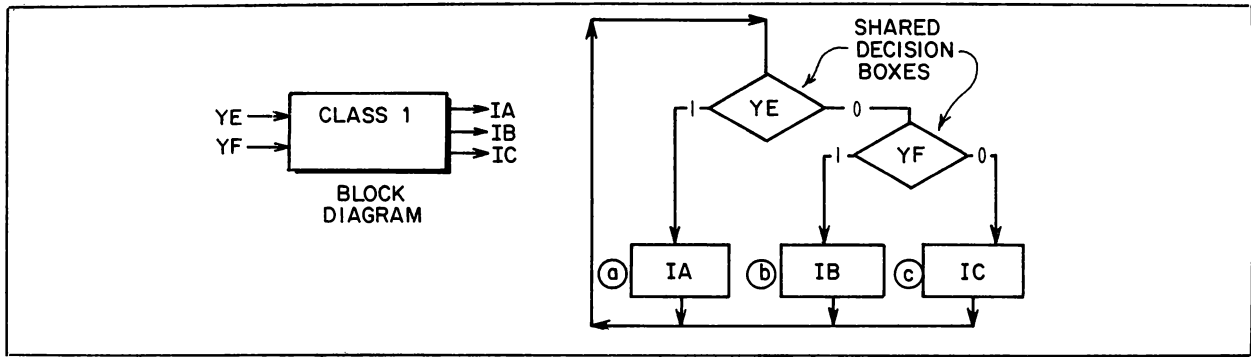 YE
YF
CLASS 1
IA
IB
IC
BLOCK
DIAGRAM
SHARED
DECISION
BOXES
1
YE
0
1
YF
0
a
IA
b
IB
c
IC